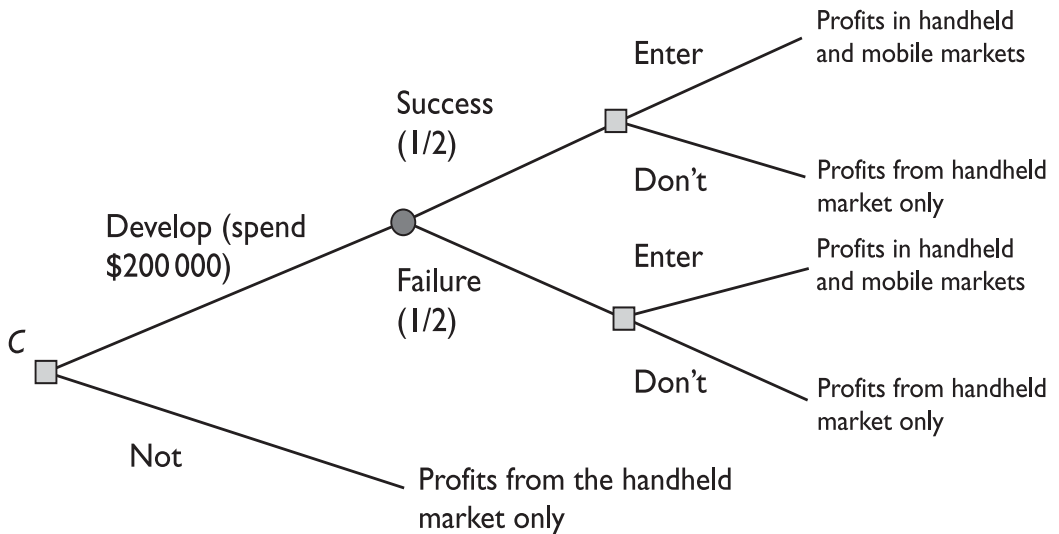 Profits in handheld
and mobile markets
Enter
Success
(1/2)
Don't
Profits from handheld
market only
Develop (spend
$200 000)
Enter
Profits in handheld
and mobile markets
Failure
(1/2)
C
Don't
Profits from handheld
market only
Not
Profits from the handheld
market only